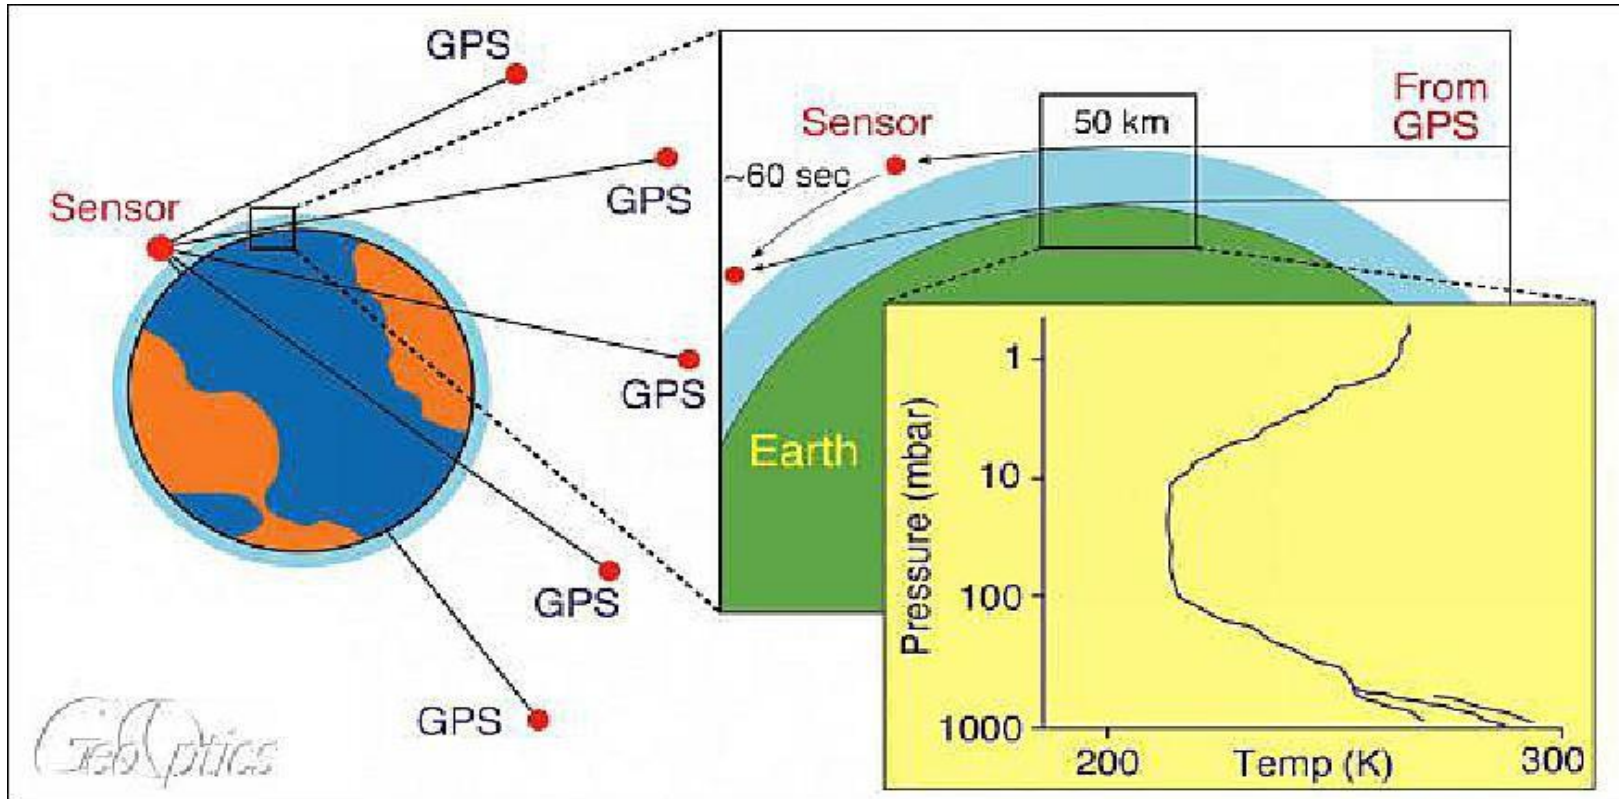 GPS
GPS
Sensor
GPS
GPS
GPS
GeoOptics
Sensor
From
GPS
50 km
~60 sec
Earth
Pressure (mbar)
1
10
100
1000
200
Temp (K)
300